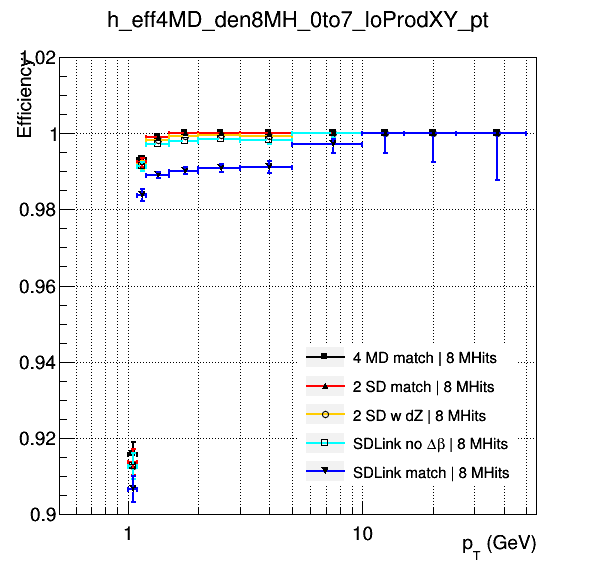 h_eff4MD_den8MH_0to7_loProdXY_pt
Efficiency
1.02
1
0.98
0.96
0.94
0.92
0.9
4 MD match | 8 MHits
2 SD match | 8 MHits
2 SD w dZ | 8 MHits
SDLink no Δβ | 8 MHits
SDLink match | 8 MHits
1
10
p_T (GeV)